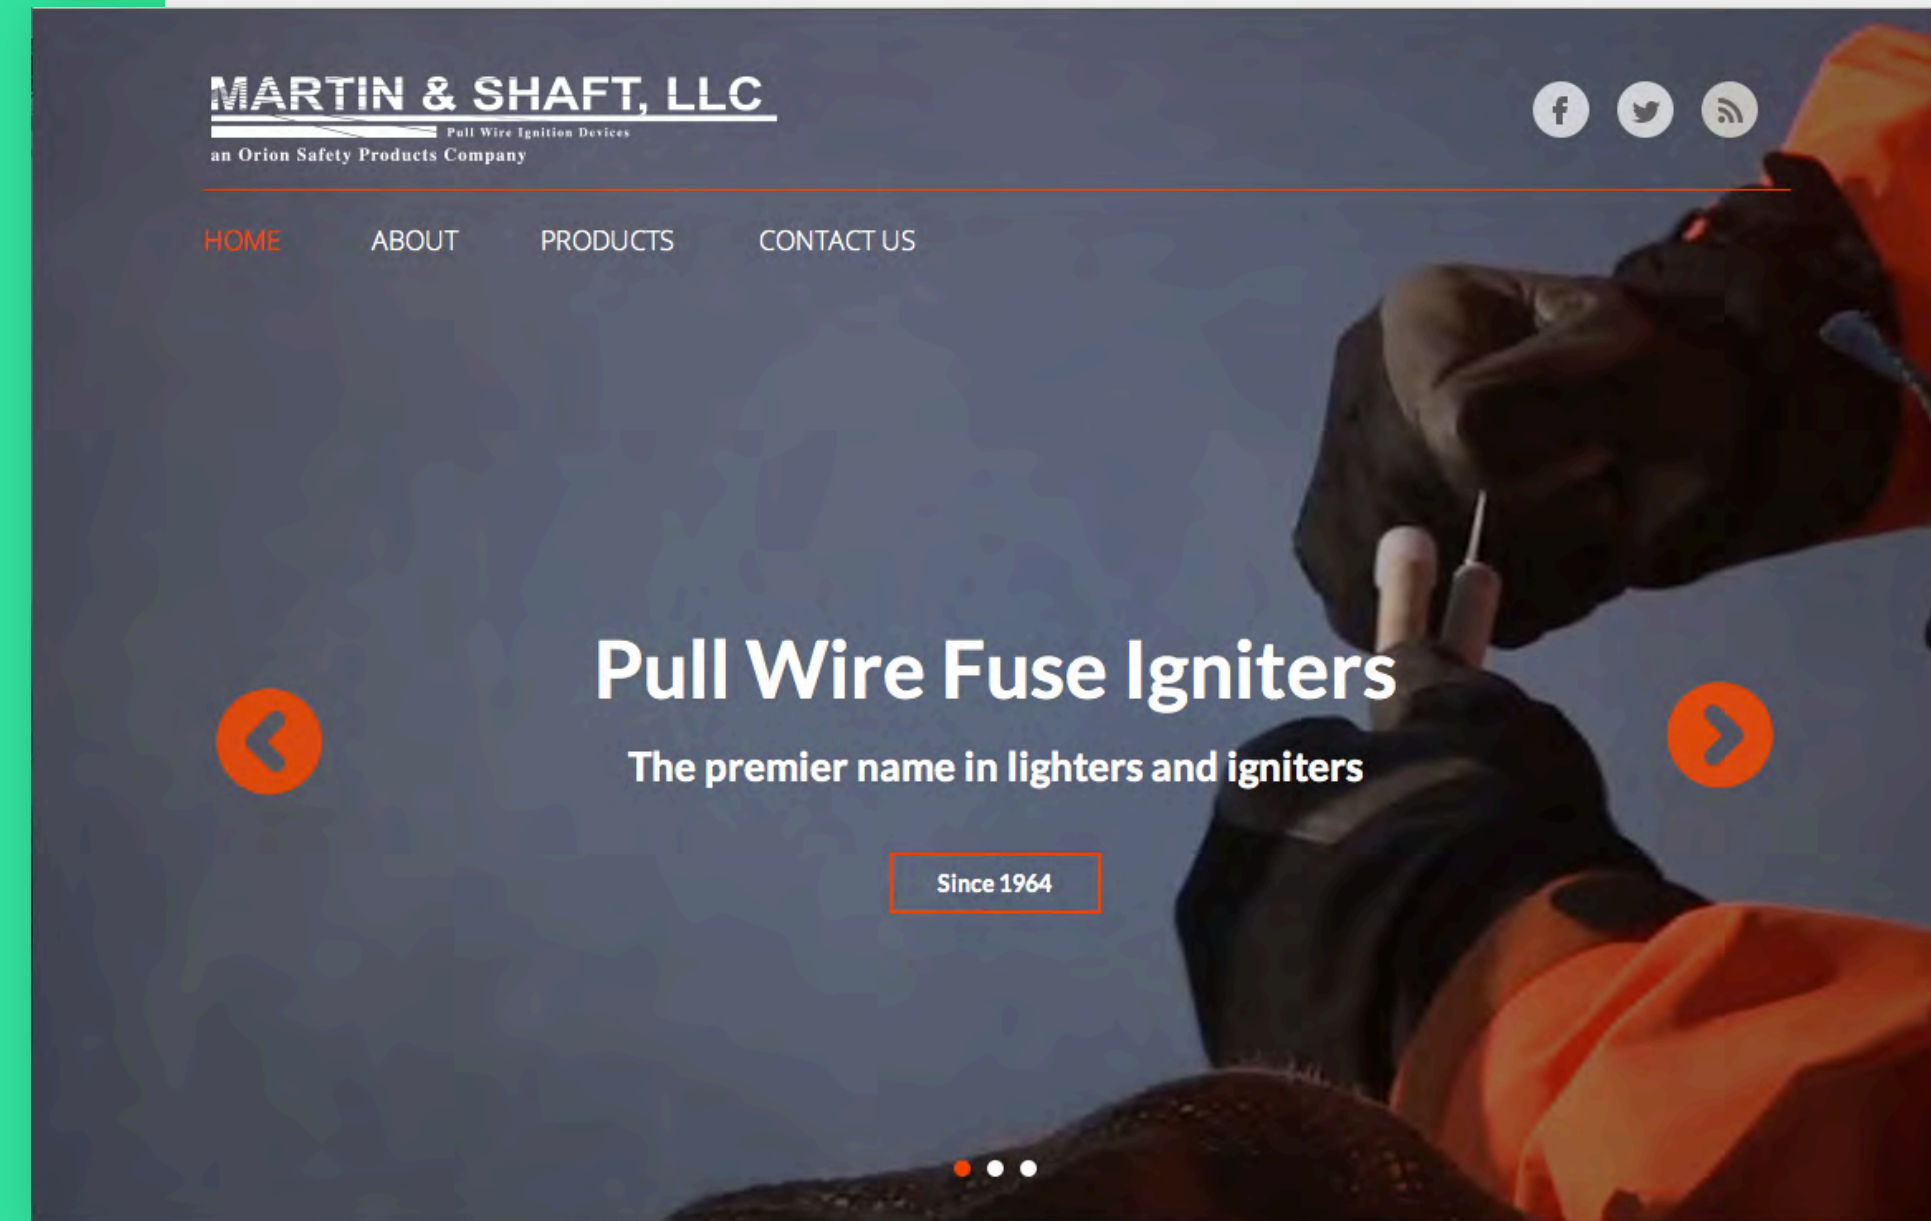 MARTIN & SHAFT, LLC
Pull Wire Ignition Devices
an Orion Safety Products Company
HOME ABOUT PRODUCTS CONTACT US
Pull Wire Fuse Igniters
The premier name in lighters and igniters
Since 1964